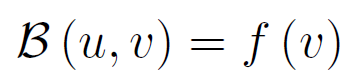 ℬ(u, v) = f(v)